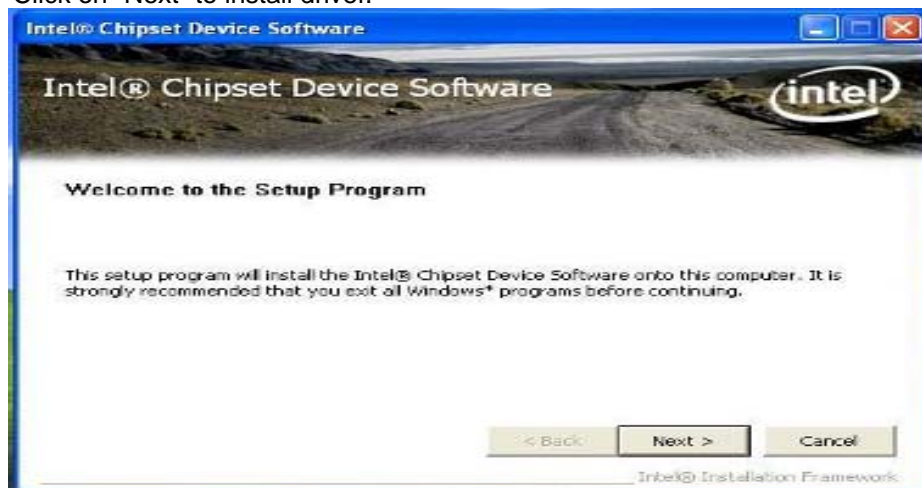 Click on "Next" to install driver.
Intel® Chipset Device Software
Intel® Chipset Device Software
intel
Welcome to the Setup Program
This setup program will install the Intel® Chipset Device Software onto this computer. It is
strongly recommended that you exit all Windows* programs before continuing.
< Back
Next >
Cancel
Intel® Installation Framework